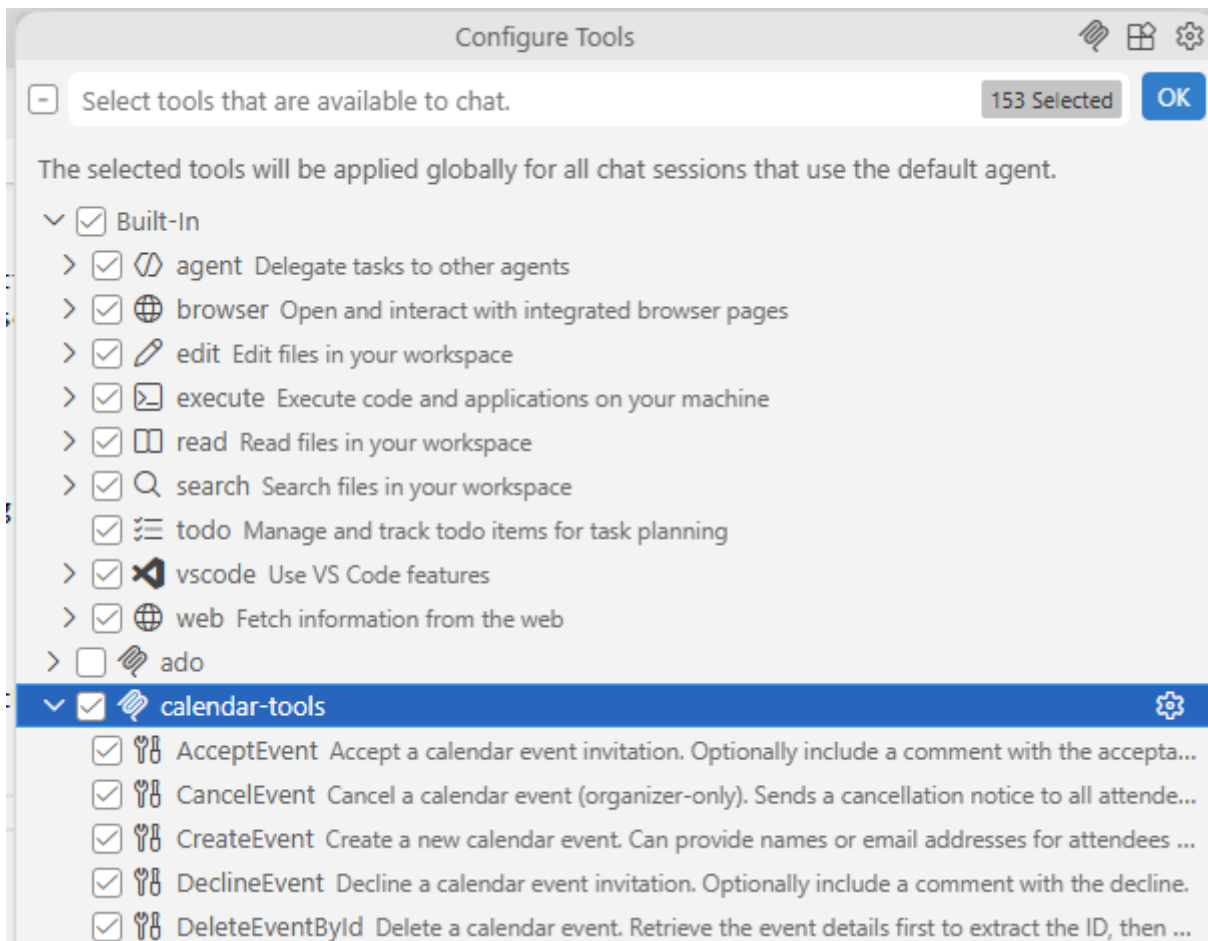 Configure Tools
Select tools that are available to chat. 153 Selected OK
The selected tools will be applied globally for all chat sessions that use the default agent.
Built-In
agent Delegate tasks to other agents
browser Open and interact with integrated browser pages
edit Edit files in your workspace
execute Execute code and applications on your machine
read Read files in your workspace
search Search files in your workspace
todo Manage and track todo items for task planning
vscode Use VS Code features
web Fetch information from the web
ado
calendar-tools
AcceptEvent Accept a calendar event invitation. Optionally include a comment with the accepta...
CancelEvent Cancel a calendar event (organizer-only). Sends a cancellation notice to all attende...
CreateEvent Create a new calendar event. Can provide names or email addresses for attendees ...
DeclineEvent Decline a calendar event invitation. Optionally include a comment with the decline.
DeleteEventById Delete a calendar event. Retrieve the event details first to extract the ID, then ...